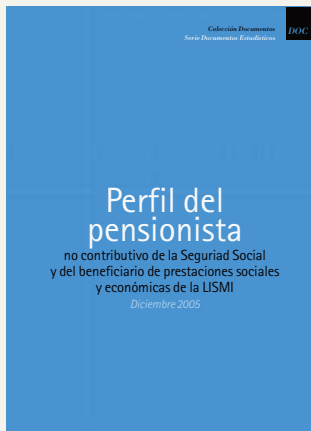 Colección Documentos
Serie Documentos Estadísticos
DOC
Perfil del
pensionista
no contributivo de la Seguriad Social
y del beneficiario de prestaciones sociales
y económicas de la LISMI
Diciembre 2005